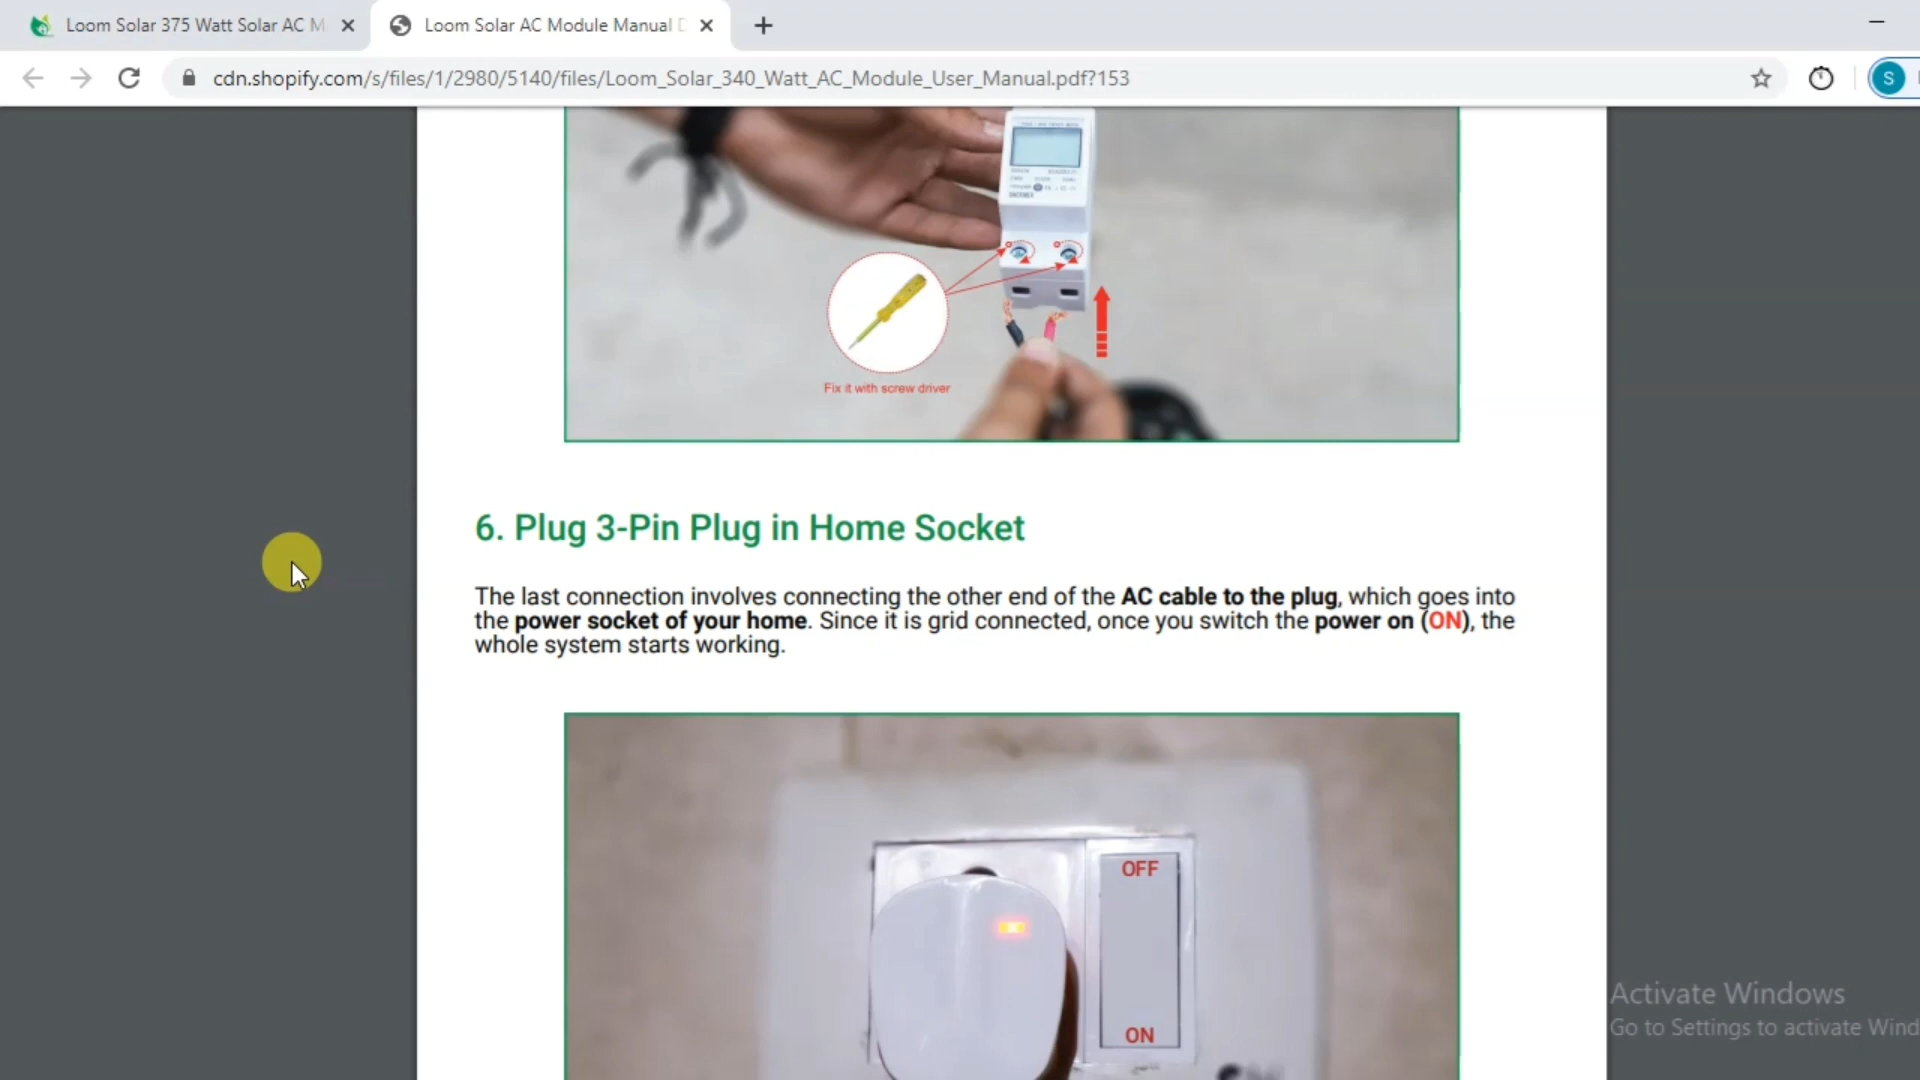 Loom Solar 375 Watt Solar AC M
Loom Solar AC Module Manual D
cdn.shopify.com/s/files/1/2980/5140/files/Loom_Solar_340_Watt_AC_Module_User_Manual.pdf?153
S
Fix it with screw driver
6. Plug 3-Pin Plug in Home Socket
The last connection involves connecting the other end of the AC cable to the plug, which goes into
the power socket of your home. Since it is grid connected, once you switch the power on (ON), the
whole system starts working.
OFF
ON
Activate Windows
Go to Settings to activate Wind